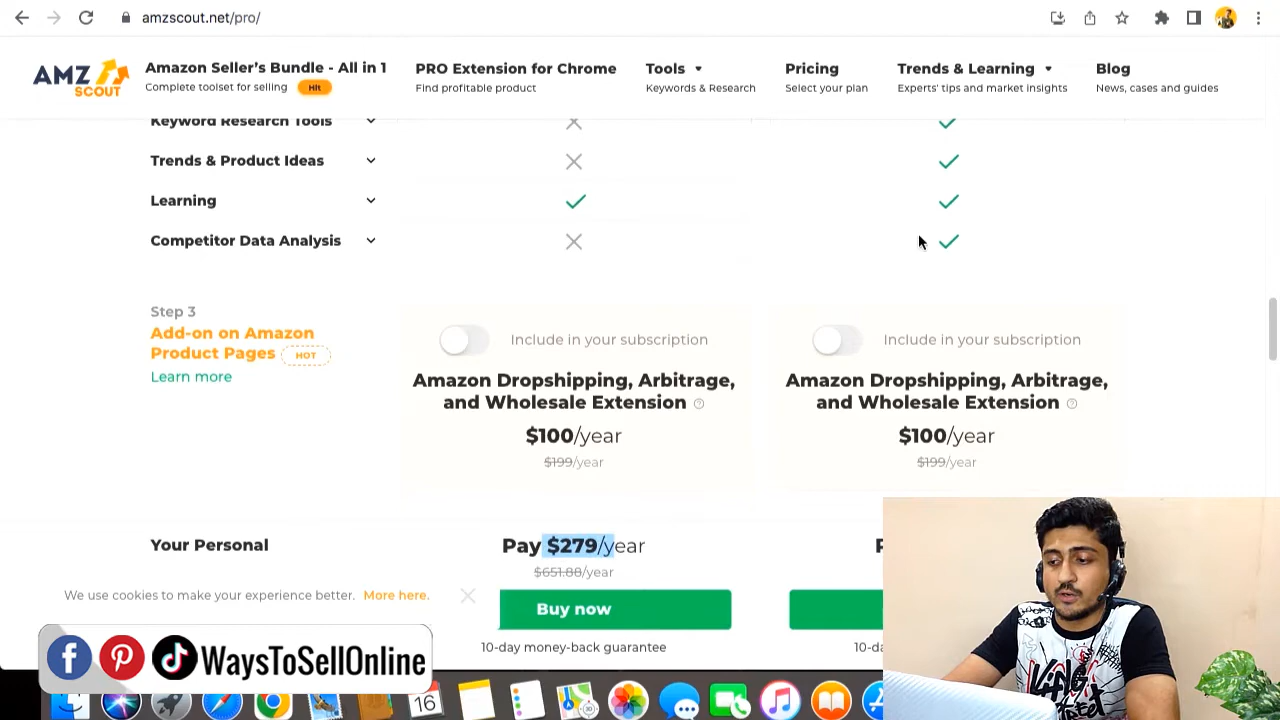 amzscout.net/pro/
AMZ
SCOUT
Amazon Seller's Bundle - All in 1
Complete toolset for selling
Hit
PRO Extension for Chrome
Find profitable product
Tools
Keywords & Research
Pricing
Select your plan
Trends & Learning
Experts' tips and market insights
Blog
News, cases and guides
Keyword Research Tools
Trends & Product Ideas
Learning
Competitor Data Analysis
Step 3
Add-on on Amazon
Product Pages
HOT
Learn more
Include in your subscription
Amazon Dropshipping, Arbitrage,
and Wholesale Extension
$100/year
$199/year
Include in your subscription
Amazon Dropshipping, Arbitrage,
and Wholesale Extension
$100/year
$199/year
Your Personal
Pay $279/year
$651.88/year
We use cookies to make your experience better. More here.
Buy now
10-day money-back guarantee
10-d
WaysToSellOnline
16